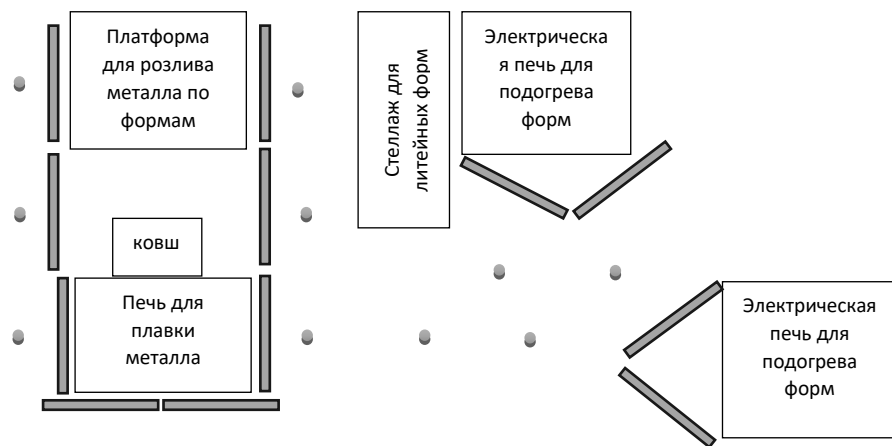 Платформа
для розлива
металла по
формам
Стеллаж для
литейных форм
Электрическа
я печь для
подогрева
форм
ковш
Печь для
плавки
металла
Электрическая
печь для
подогрева
форм